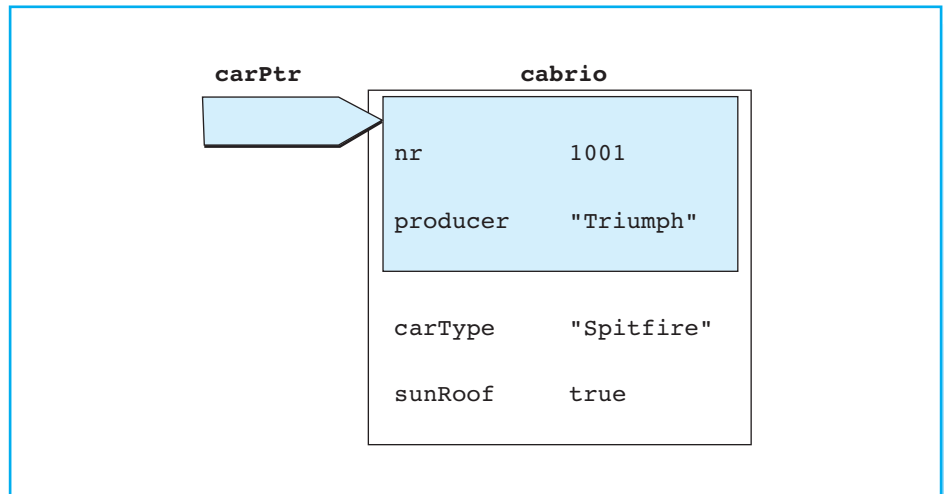 carPtr cabrio
nr 1001
producer "Triumph"
carType "Spitfire"
sunRoof true